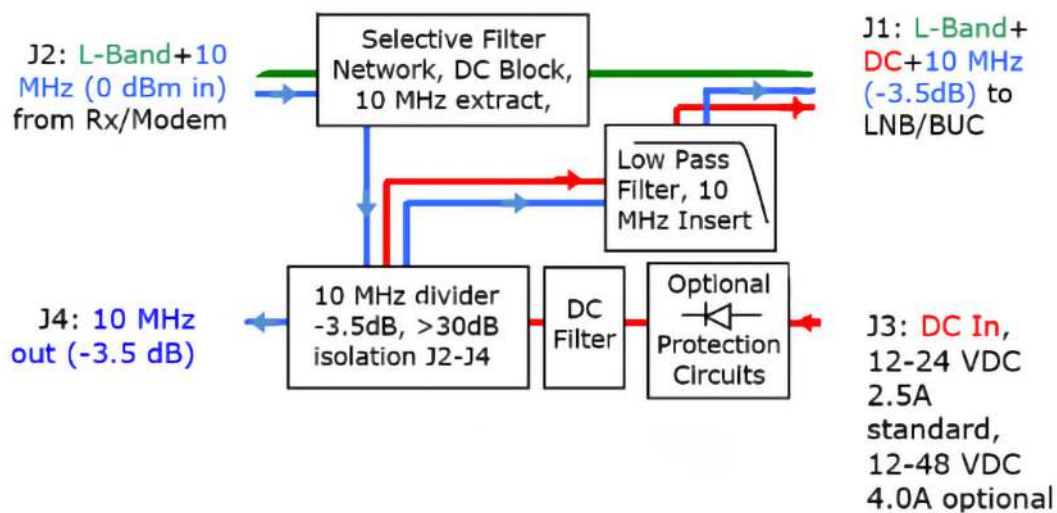 J2: L-Band+10
MHz (0 dBm in)
from Rx/Modem
Selective Filter
Network, DC Block,
10 MHz extract,
J1: L-Band+
DC+10 MHz
(-3.5dB) to
LNB/BUC
Low Pass
Filter, 10
MHz Insert
J4: 10 MHz
out (-3.5 dB)
10 MHz divider
-3.5dB, >30dB
isolation J2-J4
DC
Filter
Optional
Protection
Circuits
J3: DC In,
12-24 VDC
2.5A
standard,
12-48 VDC
4.0A optional